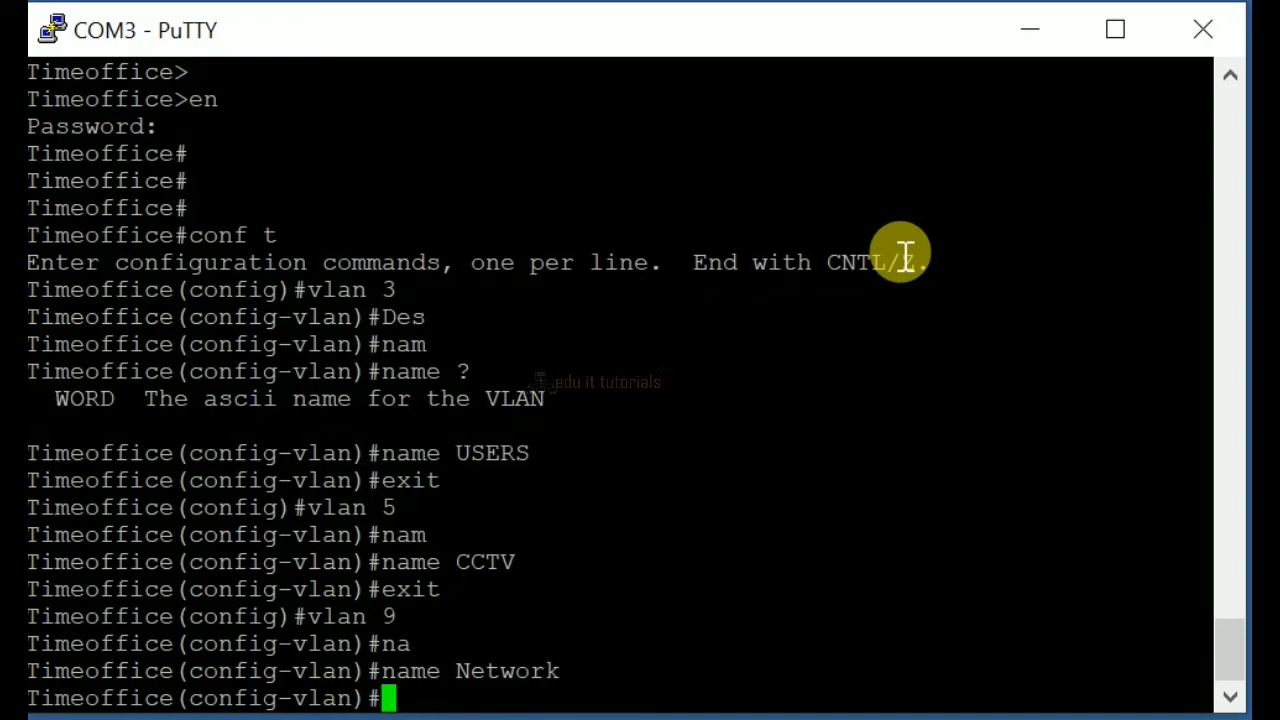 COM3 - PuTTY
Timeoffice>
Timeoffice>en
Password:
Timeoffice#
Timeoffice#
Timeoffice#
Timeoffice#conf t
Enter configuration commands, one per line.  End with CNTL/Z.
Timeoffice(config)#vlan 3
Timeoffice(config-vlan)#Des
Timeoffice(config-vlan)#nam
Timeoffice(config-vlan)#name ?
  WORD  The ascii name for the VLAN
edu it tutorials
Timeoffice(config-vlan)#name USERS
Timeoffice(config-vlan)#exit
Timeoffice(config)#vlan 5
Timeoffice(config-vlan)#nam
Timeoffice(config-vlan)#name CCTV
Timeoffice(config-vlan)#exit
Timeoffice(config)#vlan 9
Timeoffice(config-vlan)#na
Timeoffice(config-vlan)#name Network
Timeoffice(config-vlan)#